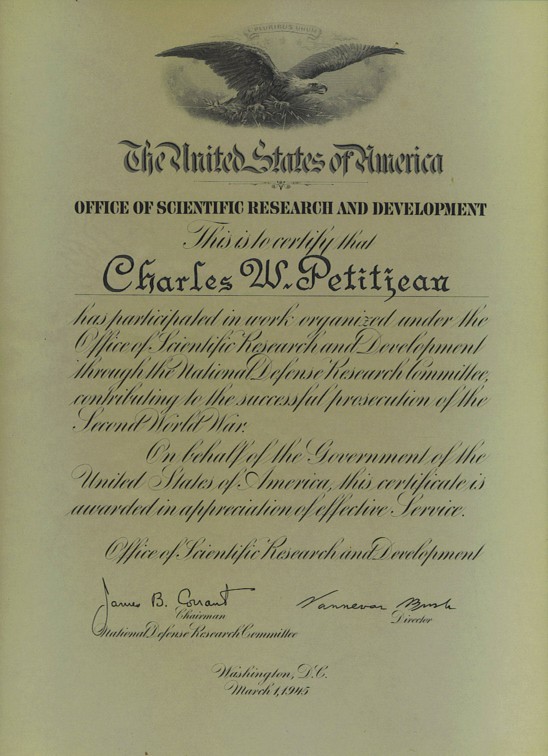 E PLURIBUS UNUM
The United States of America
OFFICE OF SCIENTIFIC RESEARCH AND DEVELOPMENT
This is to certify that
Charles W. Petitjean
has participated in work organized under the
Office of Scientific Research and Development
through the National Defense Research Committee,
contributing to the successful prosecution of the
Second World War.
On behalf of the Government of the
United States of America, this certificate is
awarded in appreciation of effective Service.
Office of Scientific Research and Development
James B. Conant
Vannevar Bush
Chairman
Director
National Defense Research Committee
Washington, D.C.
March 1, 1945